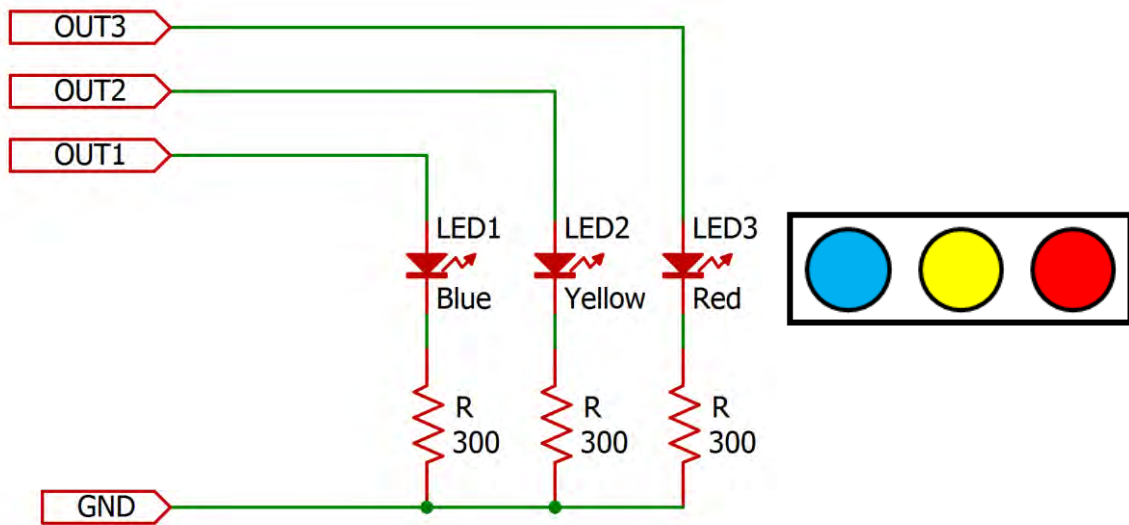 OUT3
OUT2
OUT1
LED1 LED2 LED3
Blue Yellow Red
R R R
300 300 300
GND